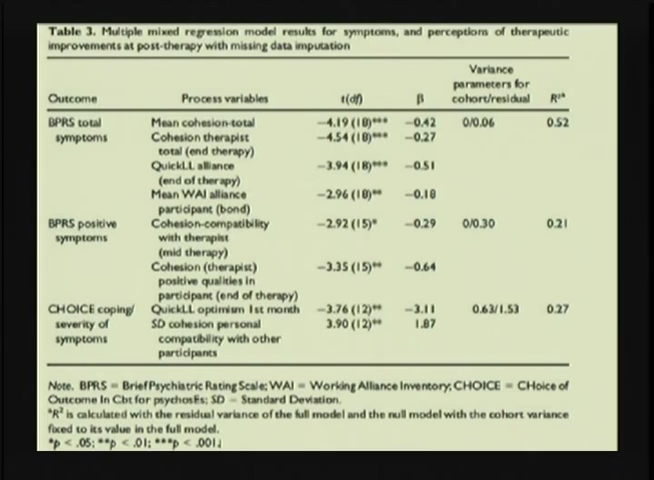 Table 3. Multiple mixed regression model results for symptoms, and perceptions of therapeutic
improvements at post-therapy with missing data imputation
Variance
parameters for
Outcome Process variables t(df) β cohort/residual R²ᵃ
BPRS total Mean cohesion-total −4.19 (18)*** −0.42 0/0.06 0.52
symptoms Cohesion therapist −4.54 (18)*** −0.27
total (end therapy)
QuickLL alliance −3.94 (18)*** −0.51
(end of therapy)
Mean WAI alliance −2.96 (18)** −0.18
participant (bond)
BPRS positive Cohesion-compatibility −2.92 (15)* −0.29 0/0.30 0.21
symptoms with therapist
(mid therapy)
Cohesion (therapist) −3.35 (15)** −0.64
positive qualities in
participant (end of therapy)
CHOICE coping/ QuickLL optimism 1st month −3.76 (12)** −3.11 0.63/1.53 0.27
severity of SD cohesion personal 3.90 (12)** 1.87
symptoms compatibility with other
participants
Note. BPRS = Brief Psychiatric Rating Scale; WAI = Working Alliance Inventory; CHOICE = CHoice of
Outcome In Cbt for psychosEs; SD = Standard Deviation.
ᵃR² is calculated with the residual variance of the full model and the null model with the cohort variance
fixed to its value in the full model.
*p < .05; **p < .01; ***p < .001.